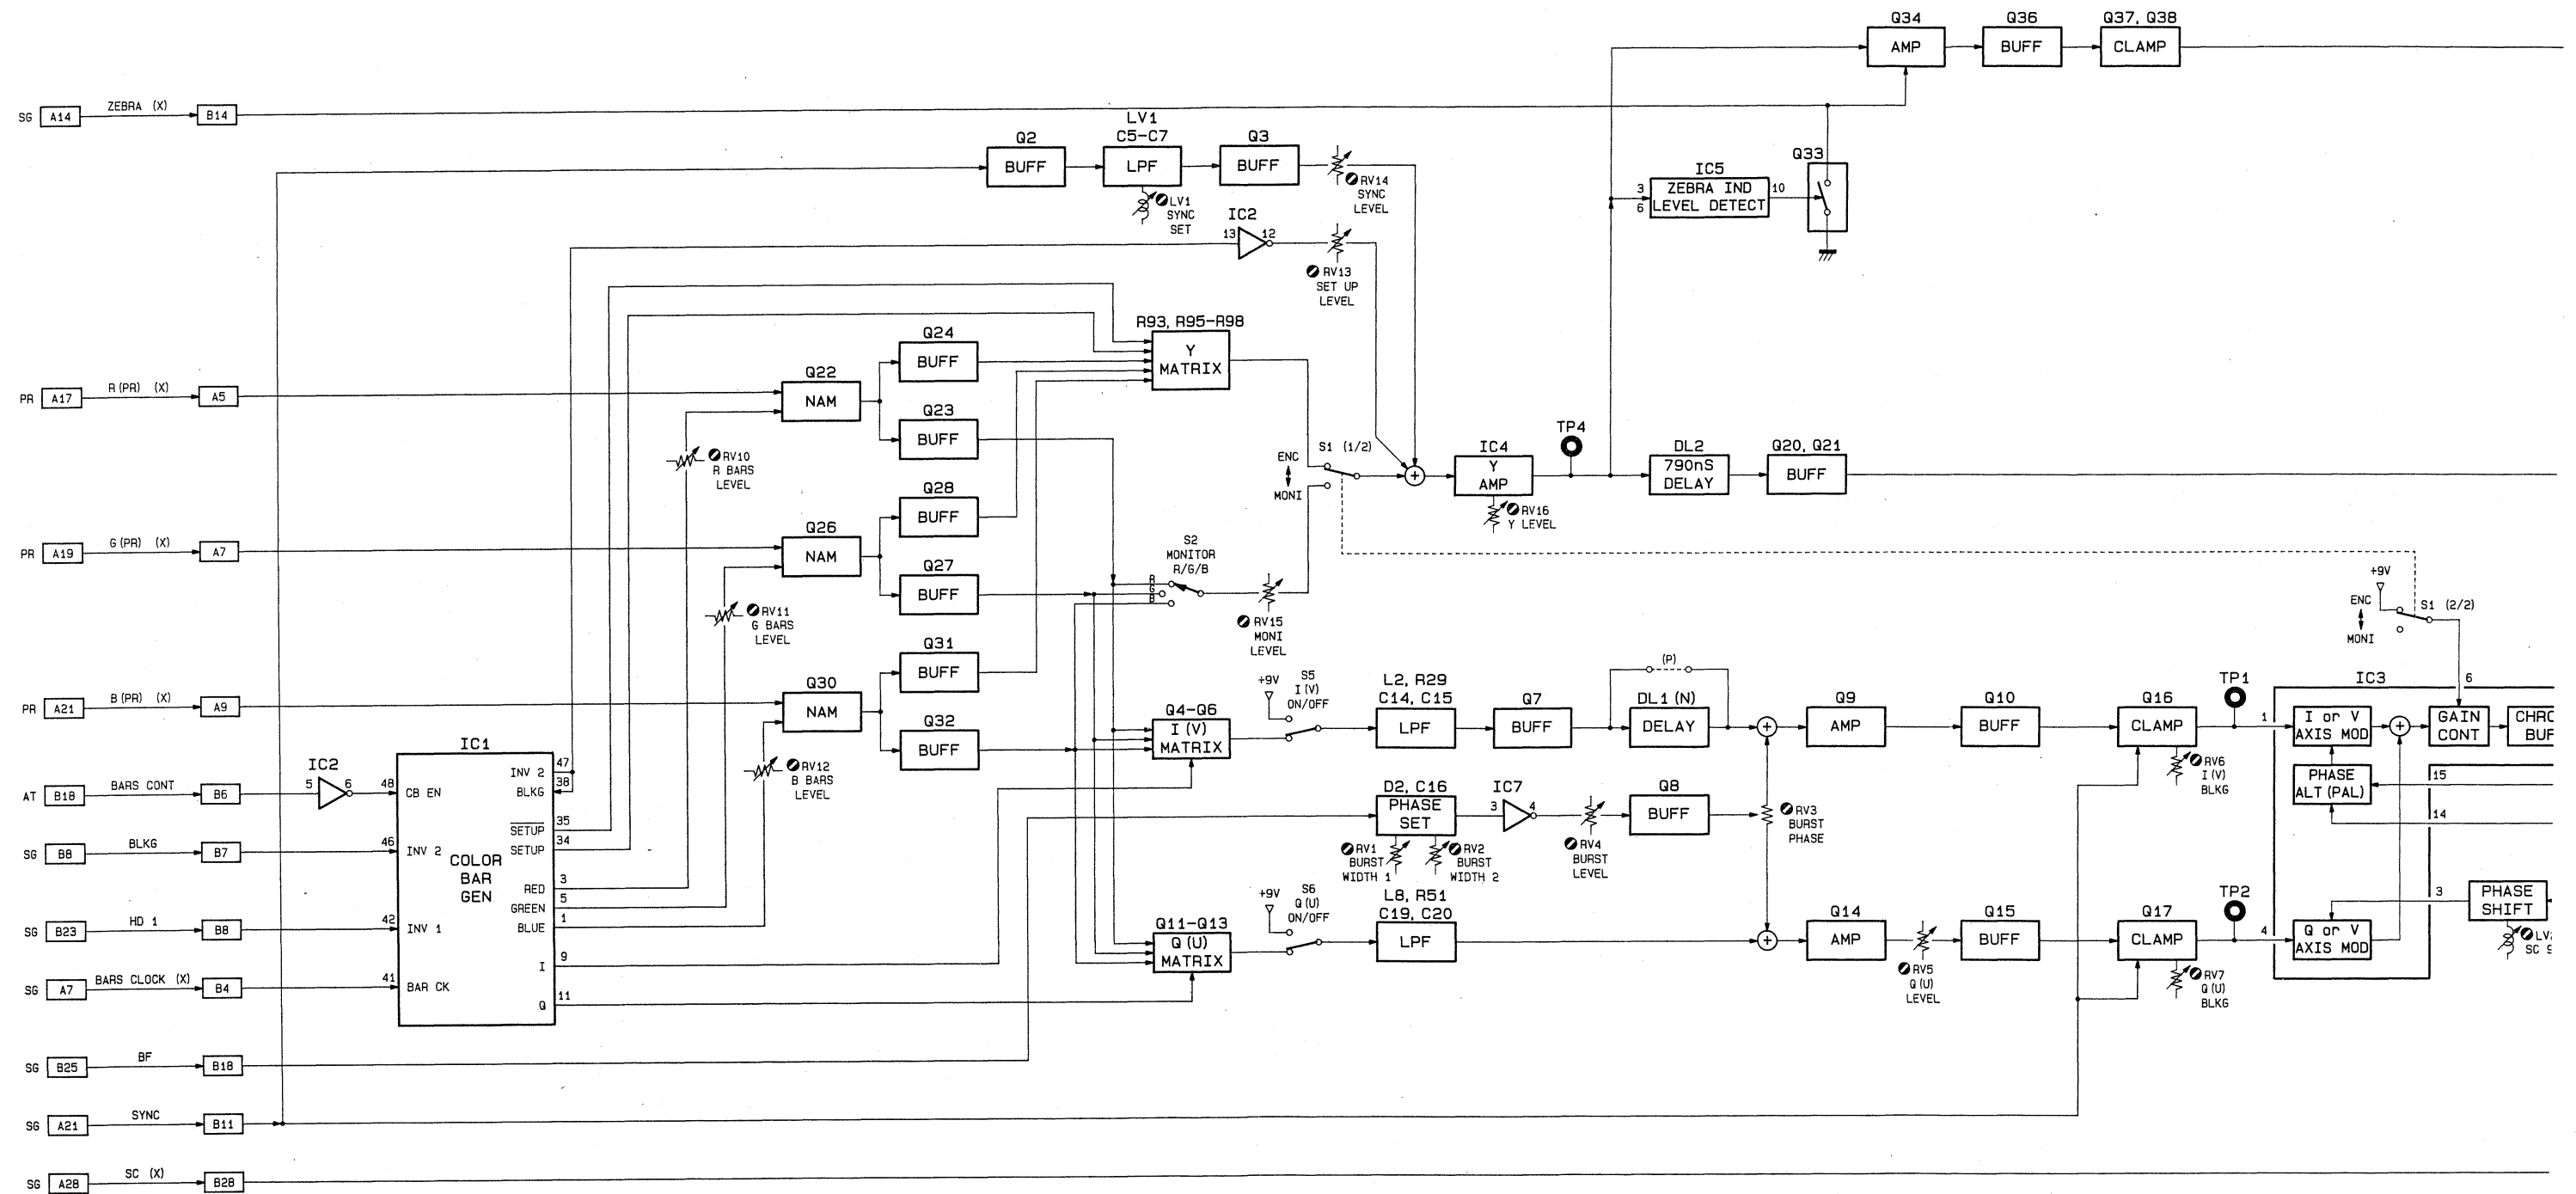 Q34
AMP
Q36
BUFF
Q37, Q38
CLAMP
SG A14 ZEBRA (X) B14
Q2
BUFF
LV1
C5-C7
LPF
LV1
SYNC
SET
Q3
BUFF
RV14
SYNC
LEVEL
IC5
3
6
ZEBRA IND
LEVEL DETECT
10
Q33
IC2
13
12
RV13
SET UP
LEVEL
R93, R95-R98
Y
MATRIX
PR A17 R(PR) (X) A5
Q22
NAM
Q24
BUFF
Q23
BUFF
RV10
R BARS
LEVEL
ENC
MONI
S1 (1/2)
IC4
Y
AMP
RV16
Y LEVEL
TP4
DL2
790nS
DELAY
Q20, Q21
BUFF
PR A19 G(PR) (X) A7
Q26
NAM
Q28
BUFF
Q27
BUFF
RV11
G BARS
LEVEL
S2
MONITOR
R/G/B
R
G
B
RV15
MONI
LEVEL
+9V
ENC
MONI
S1 (2/2)
PR A21 B(PR) (X) A9
Q30
NAM
Q31
BUFF
Q32
BUFF
RV12
B BARS
LEVEL
Q4-Q6
I(V)
MATRIX
+9V
S5
I(V)
ON/OFF
L2, R29
C14, C15
LPF
Q7
BUFF
(P)
DL1(N)
DELAY
Q9
AMP
Q10
BUFF
Q16
CLAMP
RV6
I(V)
BLKG
TP1
1
IC3
6
I or V
AXIS MOD
GAIN
CONT
PHASE
ALT(PAL)
15
14
AT B18 BARS CONT B6
IC2
5
6
IC1
COLOR
BAR
GEN
48
CB EN
46
INV 2
42
INV 1
41
BAR CK
INV 2
47
BLKG
38
SETUP
35
SETUP
34
RED
3
GREEN
5
BLUE
1
I
9
Q
11
SG B8 BLKG B7
SG B23 HD 1 B8
SG A7 BARS CLOCK (X) B4
D2, C16
PHASE
SET
RV1
BURST
WIDTH 1
RV2
BURST
WIDTH 2
IC7
3
4
RV4
BURST
LEVEL
Q8
BUFF
RV3
BURST
PHASE
Q11-Q13
Q(U)
MATRIX
+9V
S6
Q(U)
ON/OFF
L8, R51
C19, C20
LPF
Q14
AMP
RV5
Q(U)
LEVEL
Q15
BUFF
Q17
CLAMP
RV7
Q(U)
BLKG
TP2
4
Q or V
AXIS MOD
3
PHASE
SHIFT
SC
SG B25 BF B18
SG A21 SYNC B11
SG A28 SC (X) B28